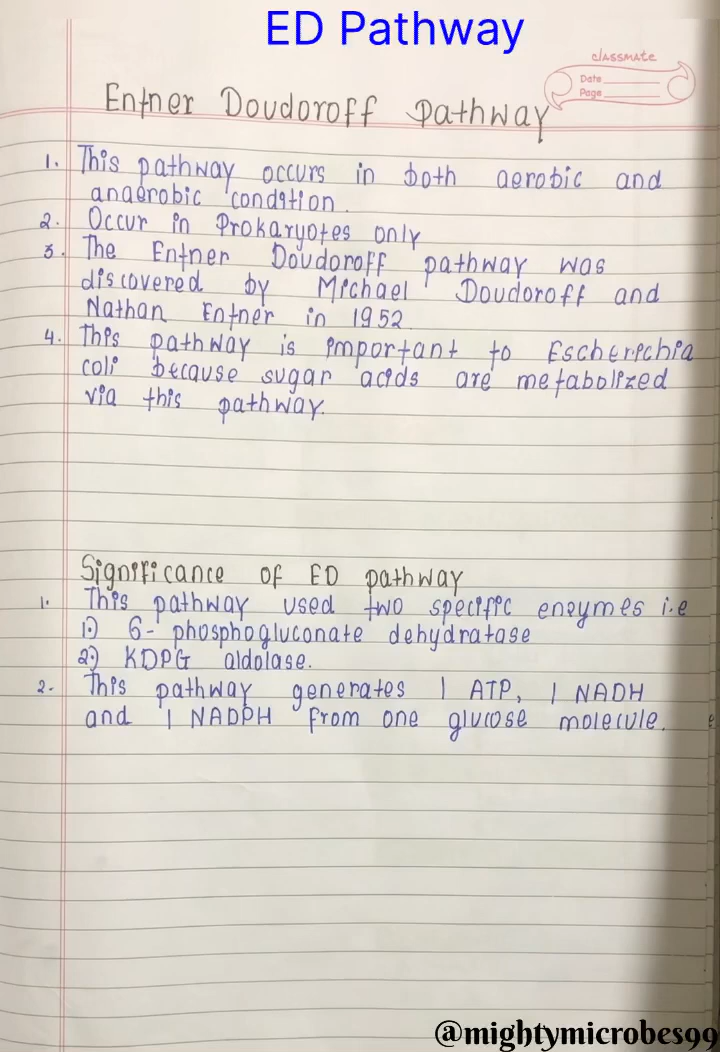 ED Pathway
classmate
Date
Page
Entner Doudoroff Pathway
1. This pathway occurs in both aerobic and
anaerobic condition.
2. Occur in Prokaryotes only
3. The Entner Doudoroff pathway was
discovered by Michael Doudoroff and
Nathan Entner in 1952
4. This pathway is important to Escherichia
coli because sugar acids are metabolized
via this pathway.
Significance of ED pathway
1. This pathway used two specific enzymes i.e
1) 6- phosphogluconate dehydratase
2) KDPG aldolase.
2. This pathway generates 1 ATP, 1 NADH
and 1 NADPH from one glucose molecule.
@mightymicrobes99